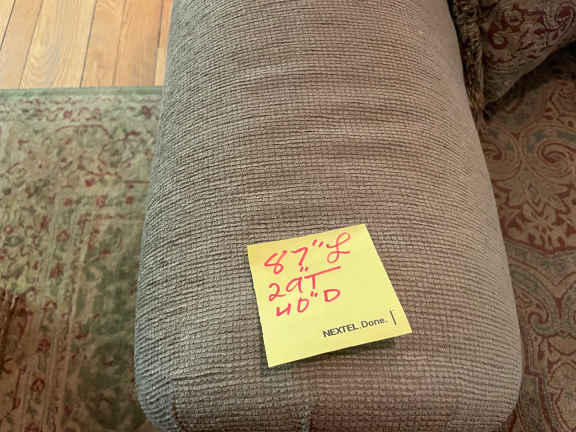 87" L
29" T
40" D
NEXTEL. Done.